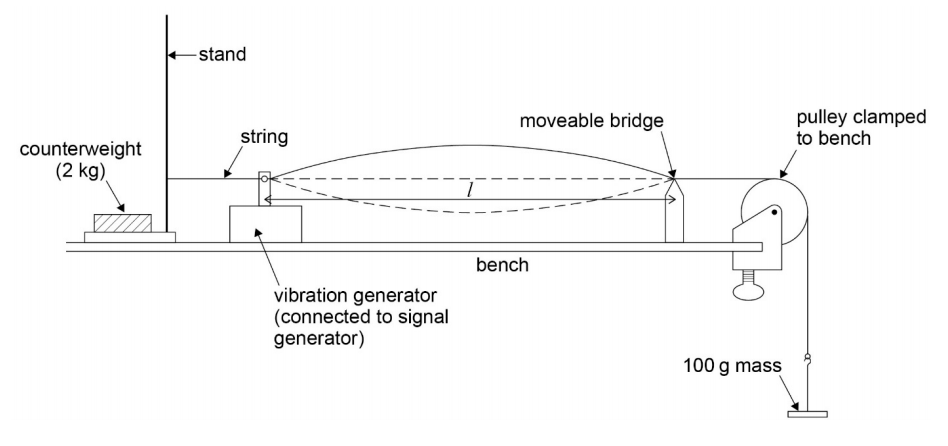 stand
counterweight
(2 kg)
string
moveable bridge
pulley clamped
to bench
l
bench
vibration generator
(connected to signal
generator)
100 g mass